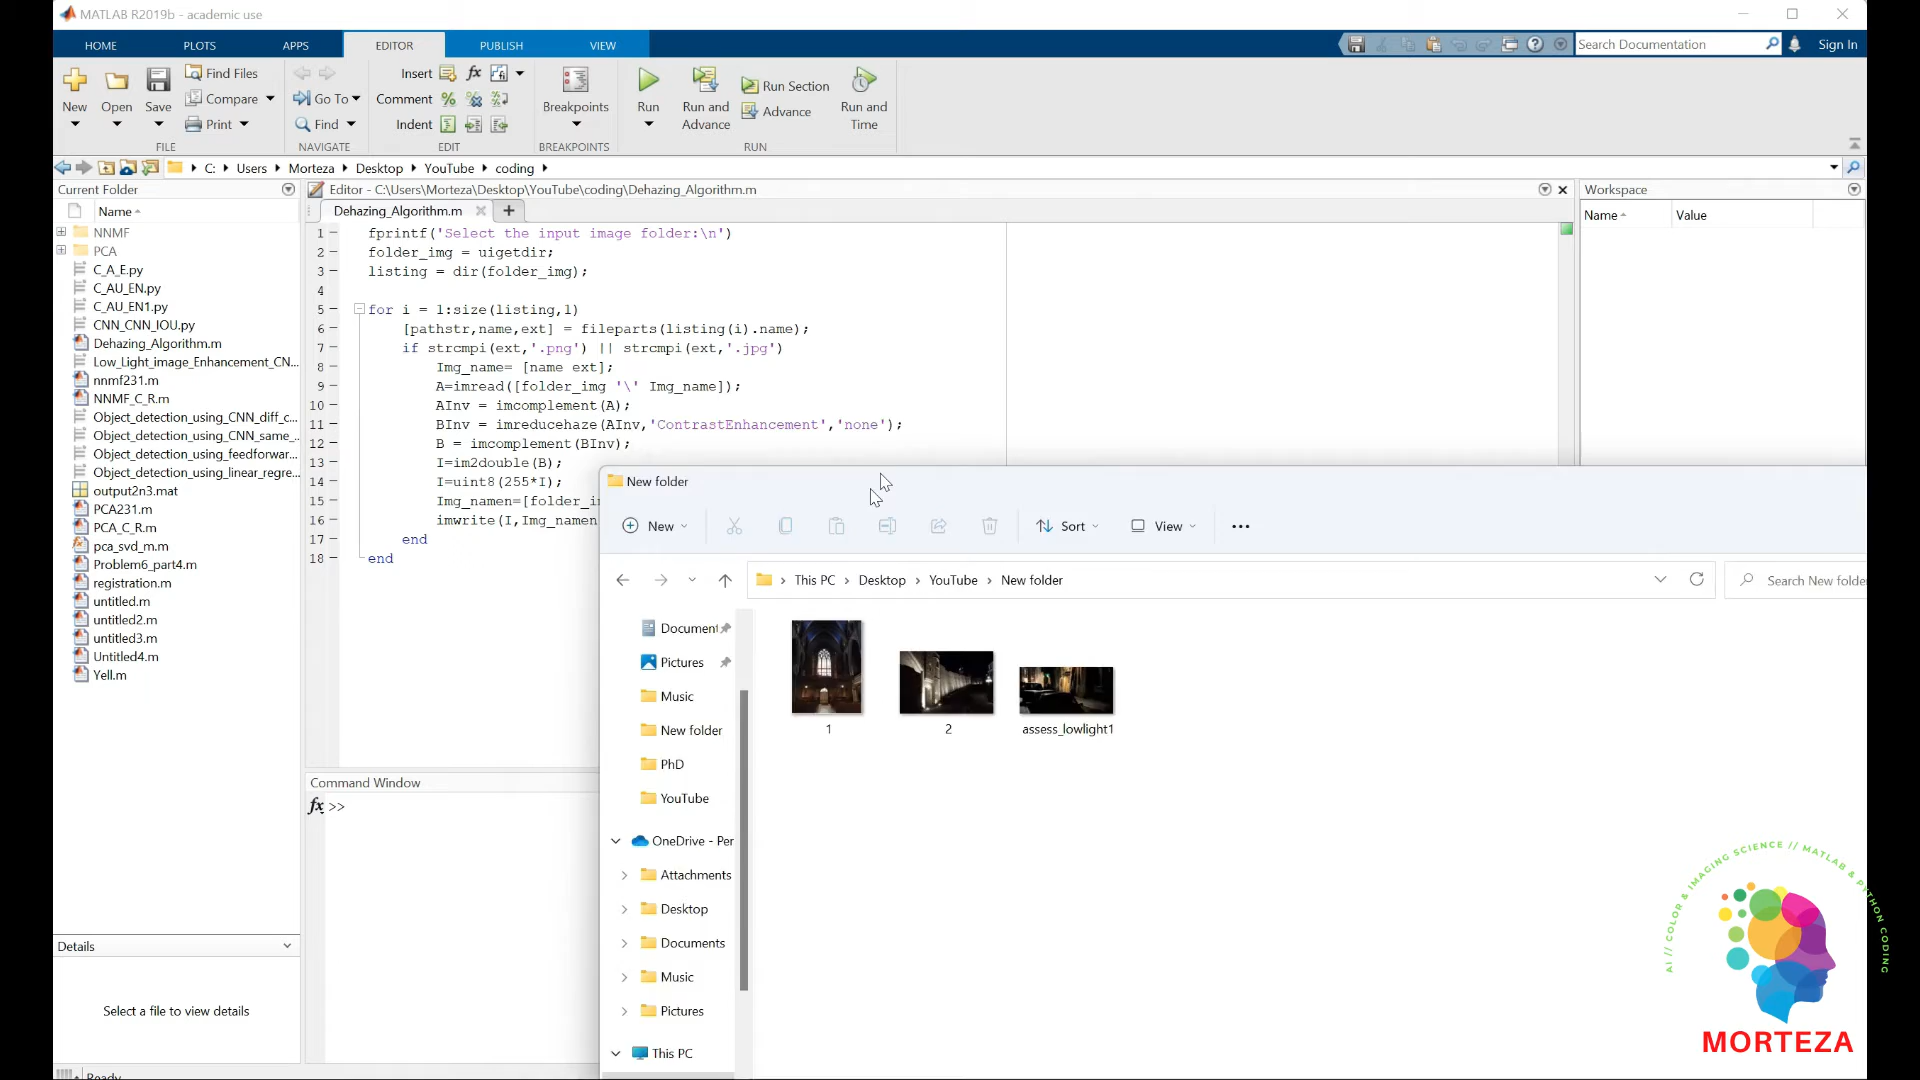 MATLAB R2019b - academic use
HOME PLOTS APPS EDITOR PUBLISH VIEW
Search Documentation
Sign In
New
Open
Save
Find Files
Compare
Print
FILE
Go To
Find
NAVIGATE
Insert
Comment
Indent
EDIT
Breakpoints
BREAKPOINTS
Run
Run and Advance
Run Section
Advance
Run and Time
RUN
C: Users Morteza Desktop YouTube coding
Current Folder
Name
NNMF
PCA
C_A_E.py
C_AU_EN.py
C_AU_EN1.py
CNN_CNN_IOU.py
Dehazing_Algorithm.m
Low_Light_image_Enhancement_CN...
nnmf231.m
NNMF_C_R.m
Object_detection_using_CNN_diff_c...
Object_detection_using_CNN_same_...
Object_detection_using_feedforwar...
Object_detection_using_linear_regre...
output2n3.mat
PCA231.m
PCA_C_R.m
pca_svd_m.m
Problem6_part4.m
registration.m
untitled.m
untitled2.m
untitled3.m
Untitled4.m
Yell.m
Details
Select a file to view details
Ready
Editor - C:\Users\Morteza\Desktop\YouTube\coding\Dehazing_Algorithm.m
Dehazing_Algorithm.m
1 fprintf('Select the input image folder:\n')
2 folder_img = uigetdir;
3 listing = dir(folder_img);
4
5 for i = 1:size(listing,1)
6 [pathstr,name,ext] = fileparts(listing(i).name);
7 if strcmpi(ext,'.png') || strcmpi(ext,'.jpg')
8 Img_name= [name ext];
9 A=imread([folder_img '\' Img_name]);
10 AInv = imcomplement(A);
11 BInv = imreducehaze(AInv,'ContrastEnhancement','none');
12 B = imcomplement(BInv);
13 I=im2double(B);
14 I=uint8(255*I);
15 Img_namen=[folder_im
16 imwrite(I,Img_namen
17 end
18 end
Command Window
fx >>
Workspace
Name Value
New folder
New
Sort
View
This PC Desktop YouTube New folder
Search New folde
Document
Pictures
Music
New folder
PhD
YouTube
OneDrive - Per
Attachments
Desktop
Documents
Music
Pictures
This PC
1
2
assess_lowlight1
AI // COLOR & IMAGING SCIENCE // MATLAB & PYTHON CODING
MORTEZA